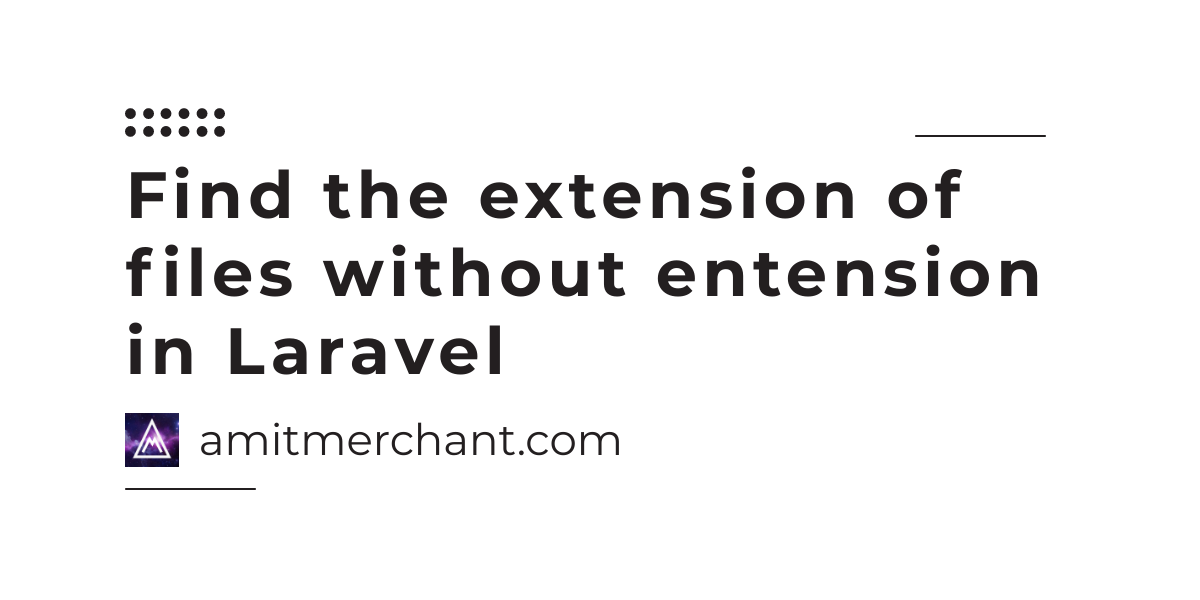 Find the extension of
files without entension
in Laravel
amitmerchant.com